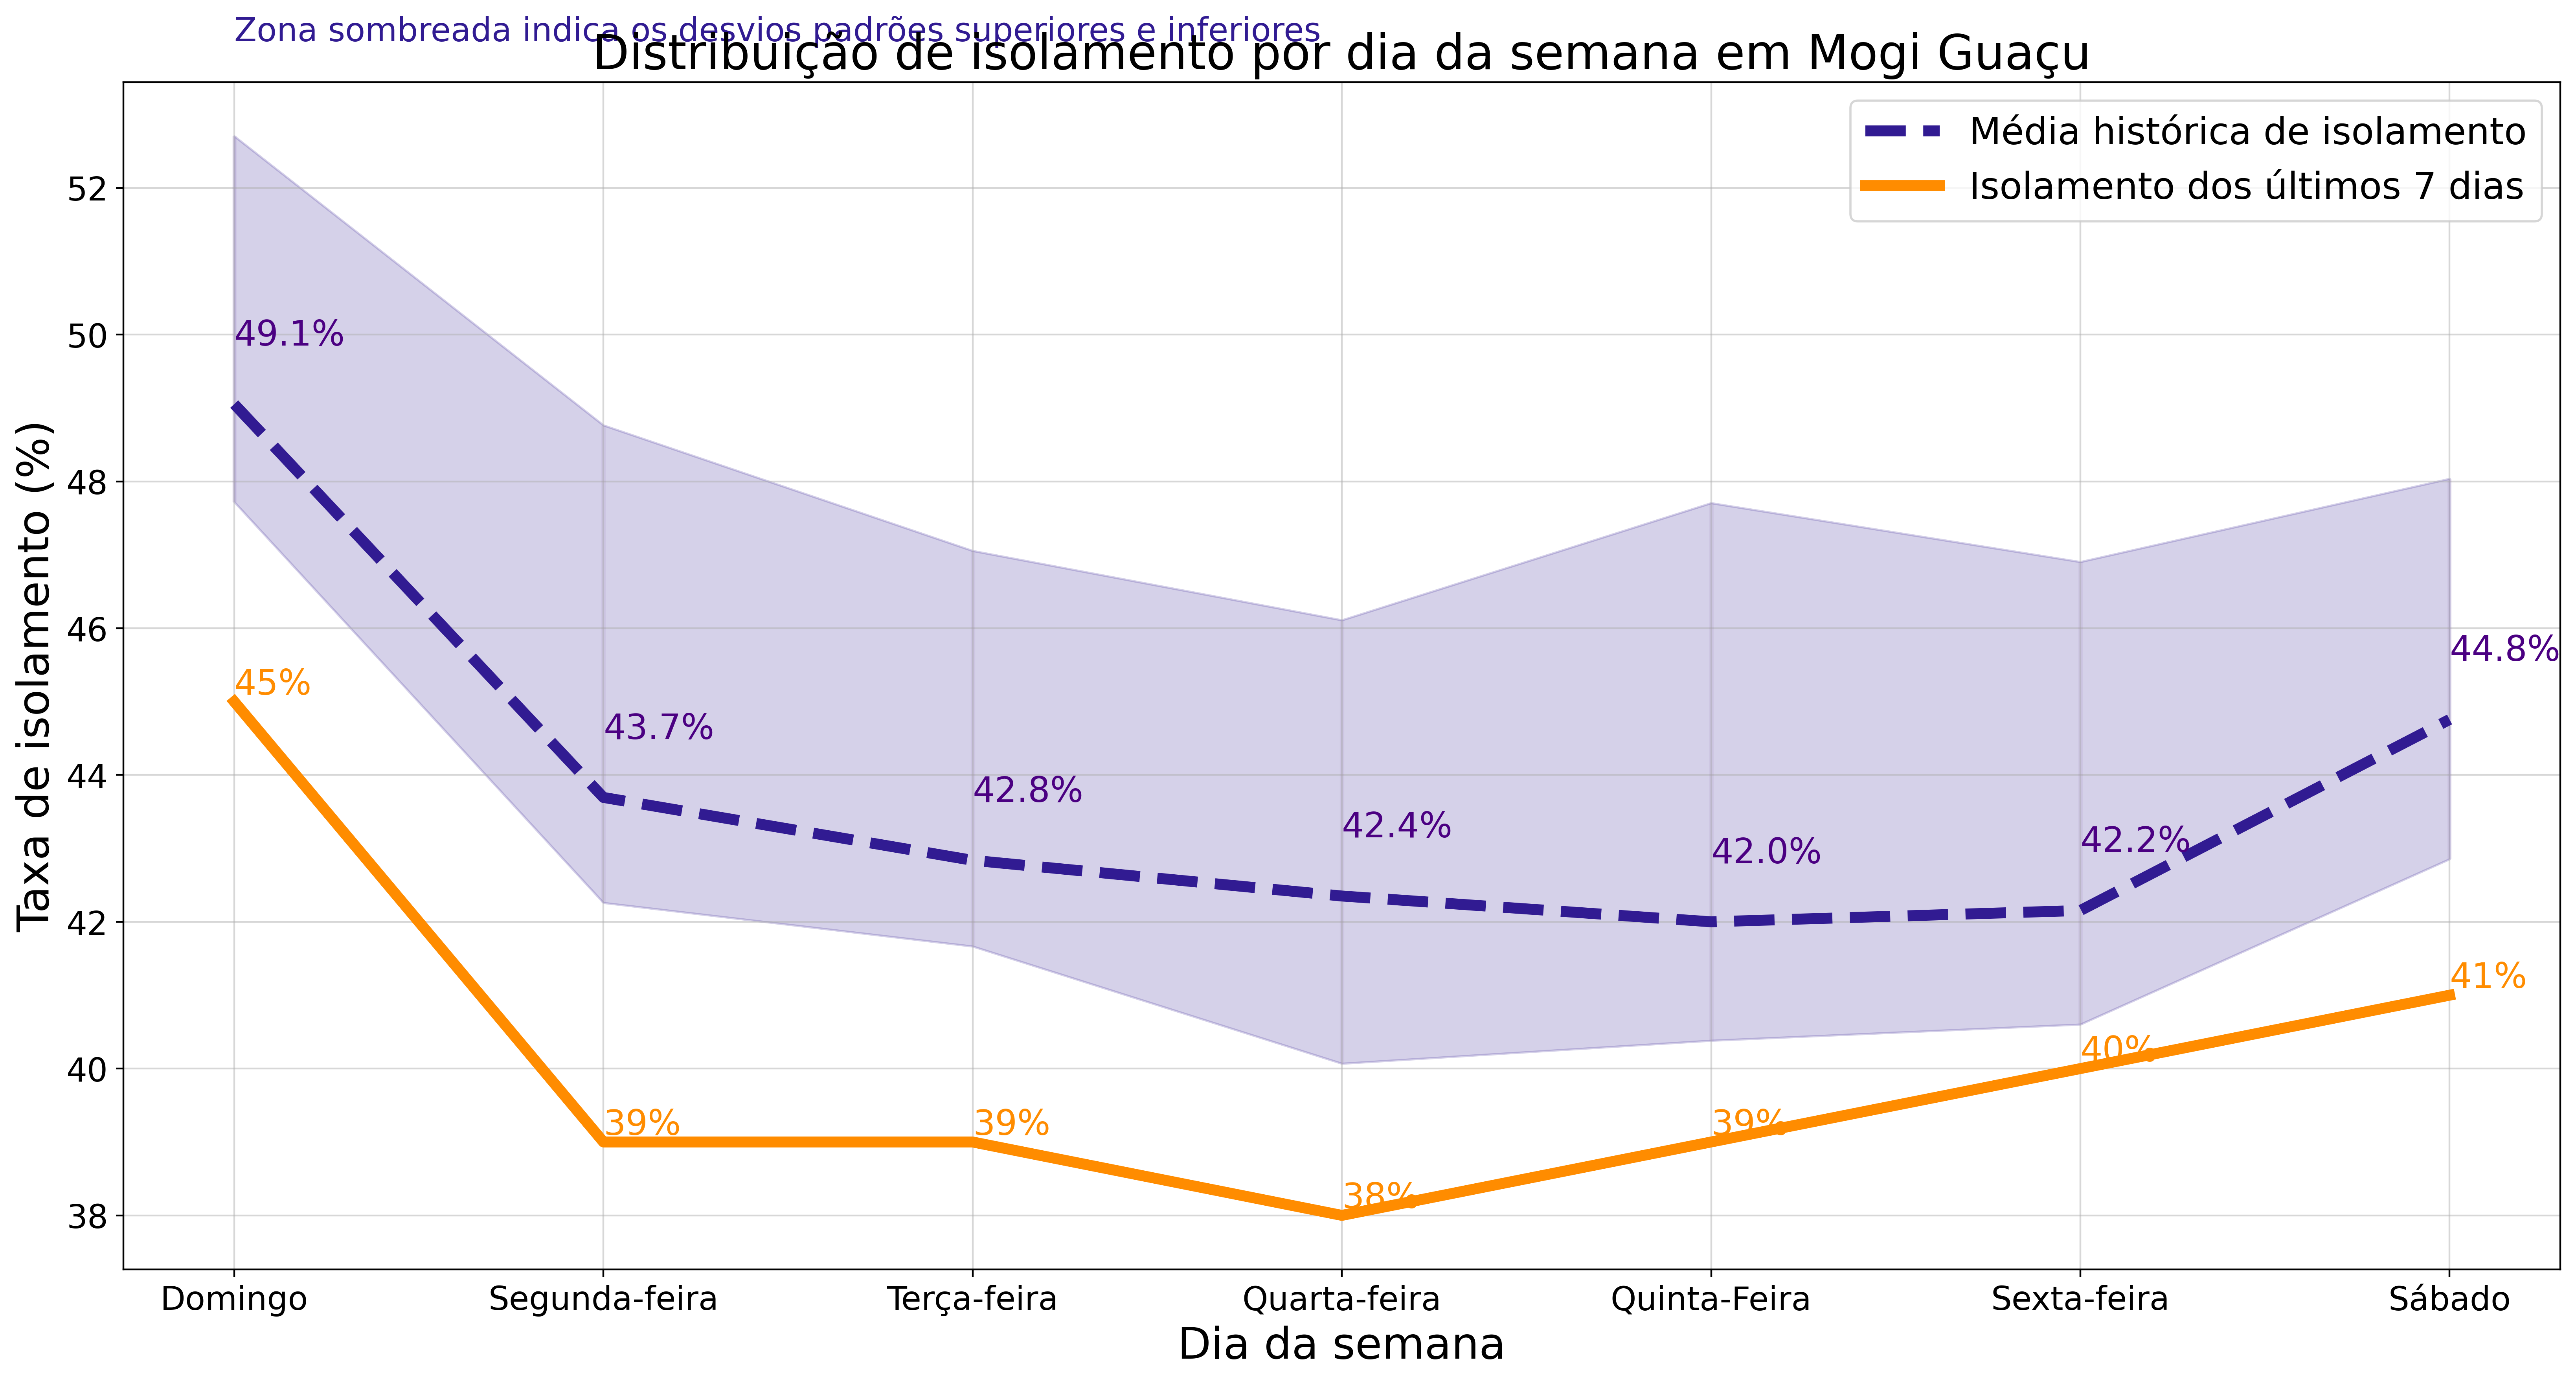 Zona sombreada indica os desvios padrões superiores e inferiores
Distribuição de isolamento por dia da semana em Mogi Guaçu
Média histórica de isolamento
Isolamento dos últimos 7 dias
Taxa de isolamento (%)
52
50
48
46
44
42
40
38
49.1%
43.7%
42.8%
42.4%
42.0%
42.2%
44.8%
45%
39%
39%
38%
39%
40%
41%
Domingo
Segunda-feira
Terça-feira
Quarta-feira
Quinta-Feira
Sexta-feira
Sábado
Dia da semana